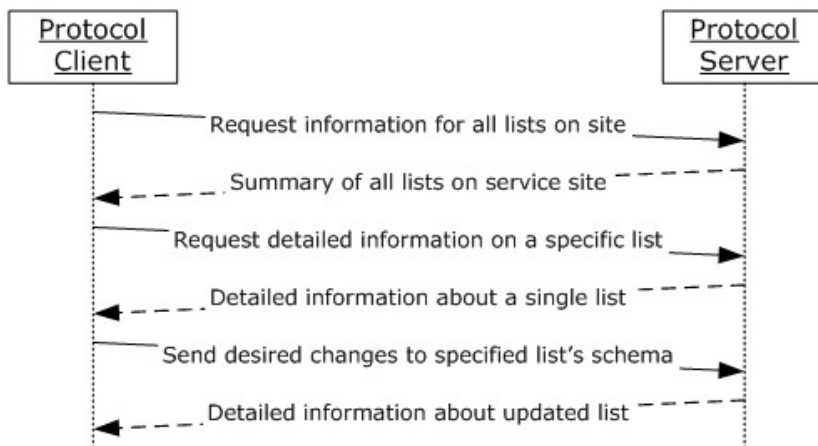 Protocol
Client
Protocol
Server
Request information for all lists on site
Summary of all lists on service site
Request detailed information on a specific list
Detailed information about a single list
Send desired changes to specified list's schema
Detailed information about updated list